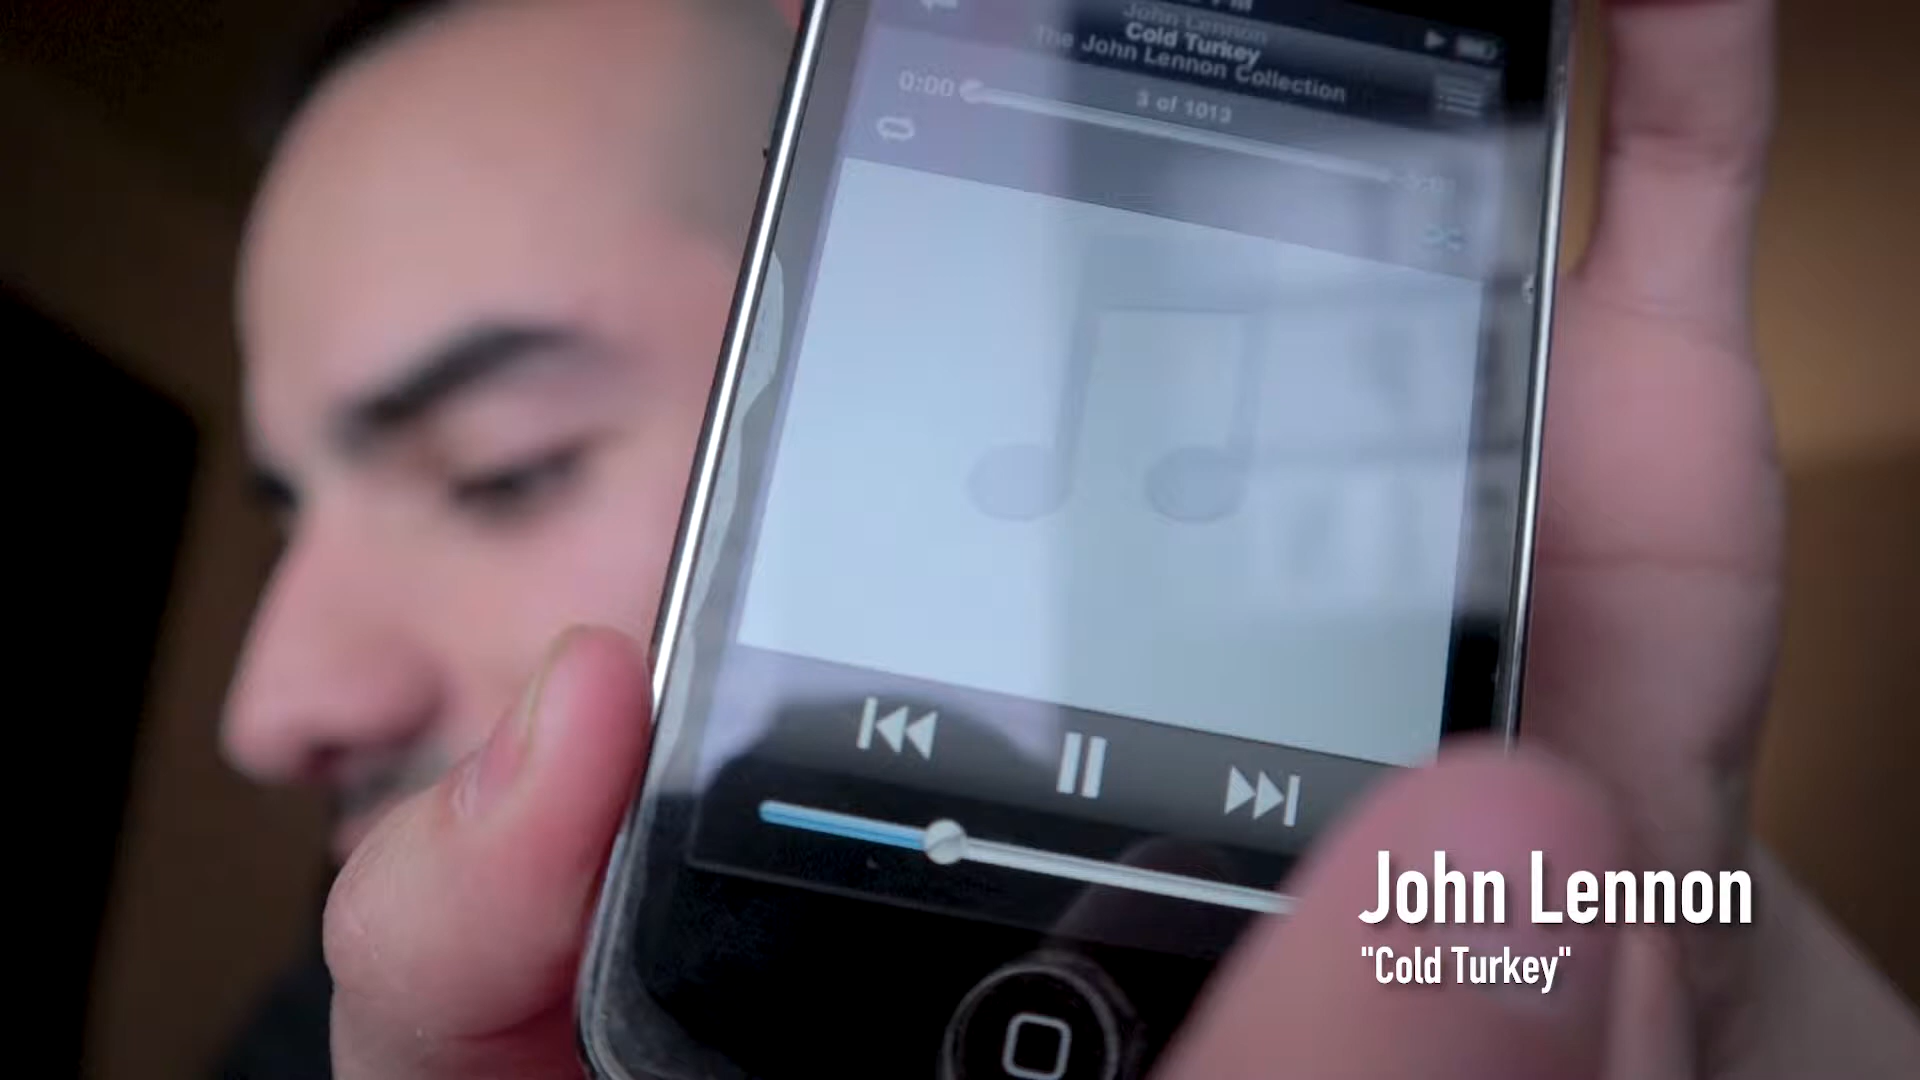 John Lennon
Cold Turkey
The John Lennon Collection
0:00
3 of 1013
John Lennon
"Cold Turkey"